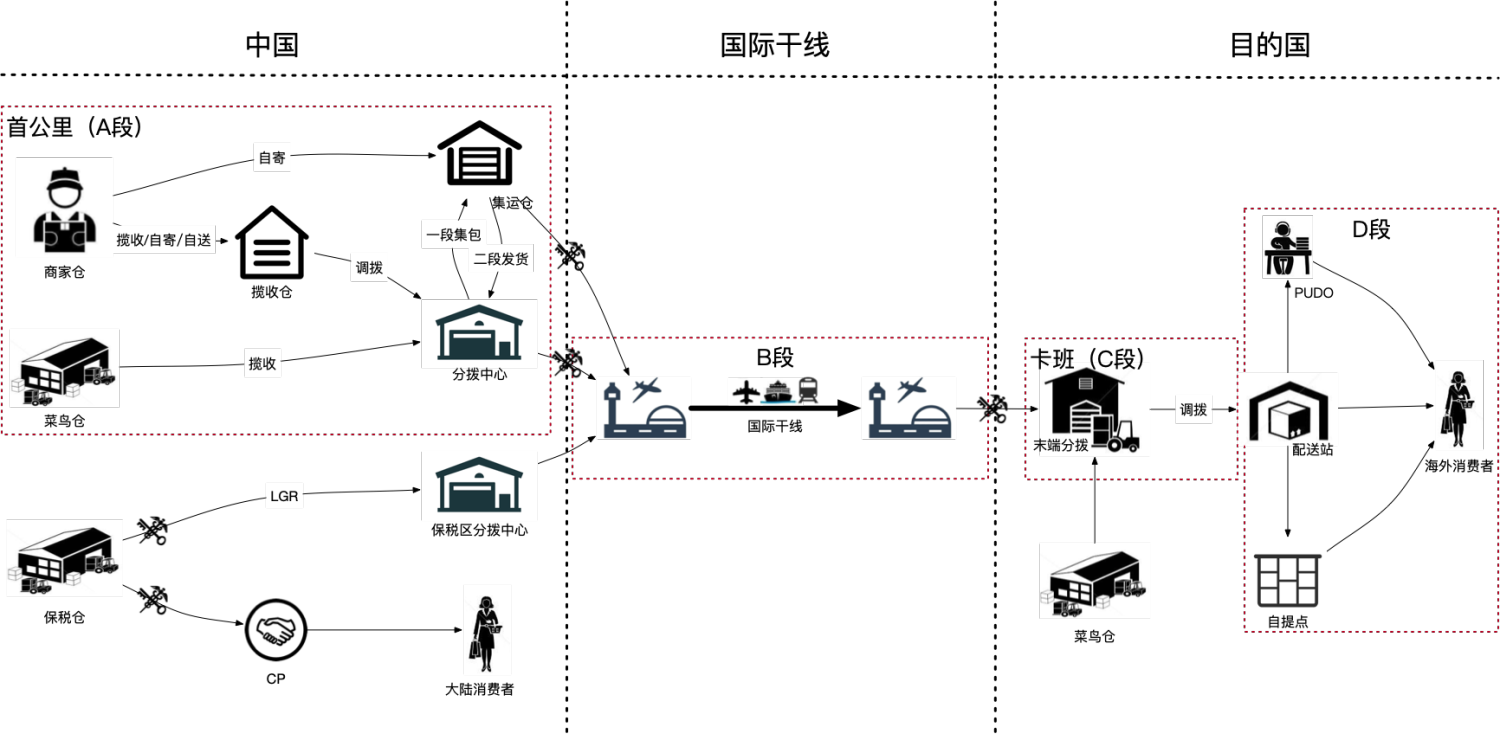 中国
国际干线
目的国
首公里（A段）
自寄
商家仓
揽收/自寄/自送
揽收仓
调拨
集运仓
一段集包
二段发货
分拨中心
揽收
菜鸟仓
B段
国际干线
卡班（C段）
末端分拨
调拨
菜鸟仓
D段
PUDO
配送站
海外消费者
自提点
LGR
保税区分拨中心
保税仓
CP
大陆消费者